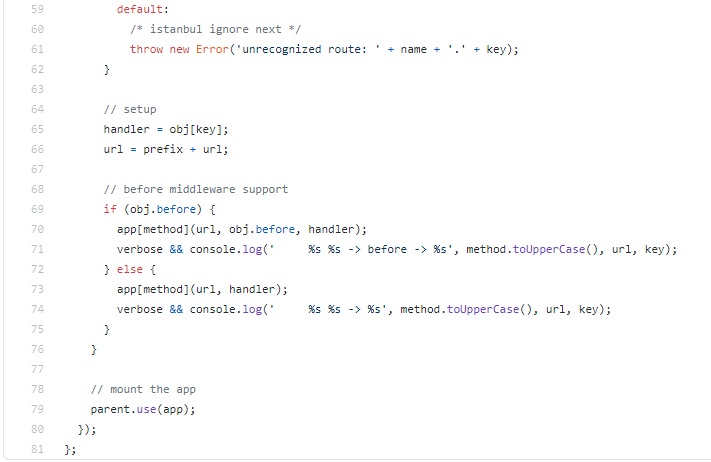 59           default:
60             /* istanbul ignore next */
61             throw new Error('unrecognized route: ' + name + '.' + key);
62         }
63
64         // setup
65         handler = obj[key];
66         url = prefix + url;
67
68         // before middleware support
69         if (obj.before) {
70           app[method](url, obj.before, handler);
71           verbose && console.log('     %s %s -> before -> %s', method.toUpperCase(), url, key);
72         } else {
73           app[method](url, handler);
74           verbose && console.log('     %s %s -> %s', method.toUpperCase(), url, key);
75         }
76       }
77
78       // mount the app
79       parent.use(app);
80     });
81   };